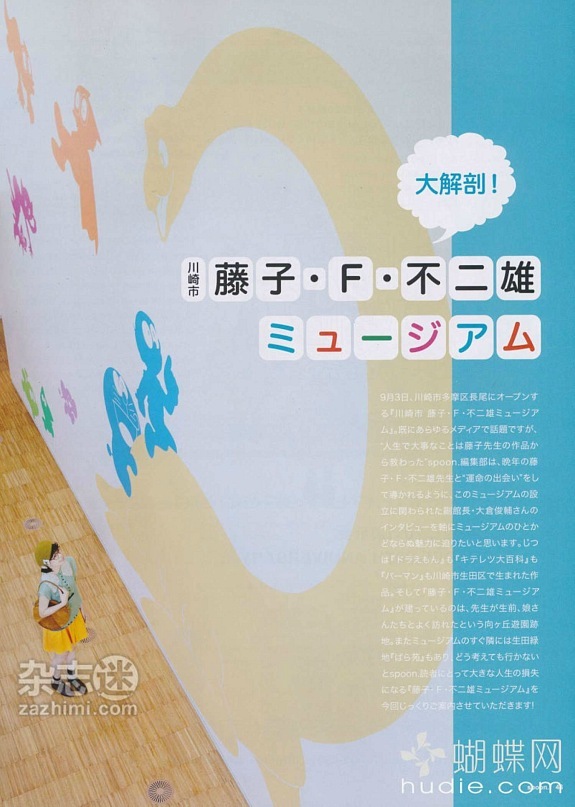 大解剖!
川崎市
藤子・F・不二雄
ミュージアム
9月3日、川崎市多摩区長尾にオープンす
る『川崎市 藤子・F・不二雄ミュージア
ム』。既にあらゆるメディアで話題ですが、
"人生で大事なことは藤子先生の作品か
ら教わった"spoon.編集部は、晩年の藤
子・F・不二雄先生と"運命の出会い"をし
て導かれるように、このミュージアムの設
立に関わられた副館長・大倉俊輔さんの
インタビューを軸にミュージアムのひとか
どならぬ魅力に迫りたいと思います。じつ
は『ドラえもん』も『キテレツ大百科』も
『パーマン』も川崎市生田区で生まれた作
品。そして『藤子・F・不二雄ミュージア
ム』が建っているのは、先生が生前、娘さ
んたちとよく訪れたという向ヶ丘遊園跡
地。またミュージアムのすぐ隣には生田緑
地『ばら苑』もあり、どう考えても行かない
とspoon.読者にとって大きな人生の損失
になる『藤子・F・不二雄ミュージアム』を
今回じっくりご案内させていただきます!
杂志迷
zazhimi.com
蝴蝶网
hudie.com